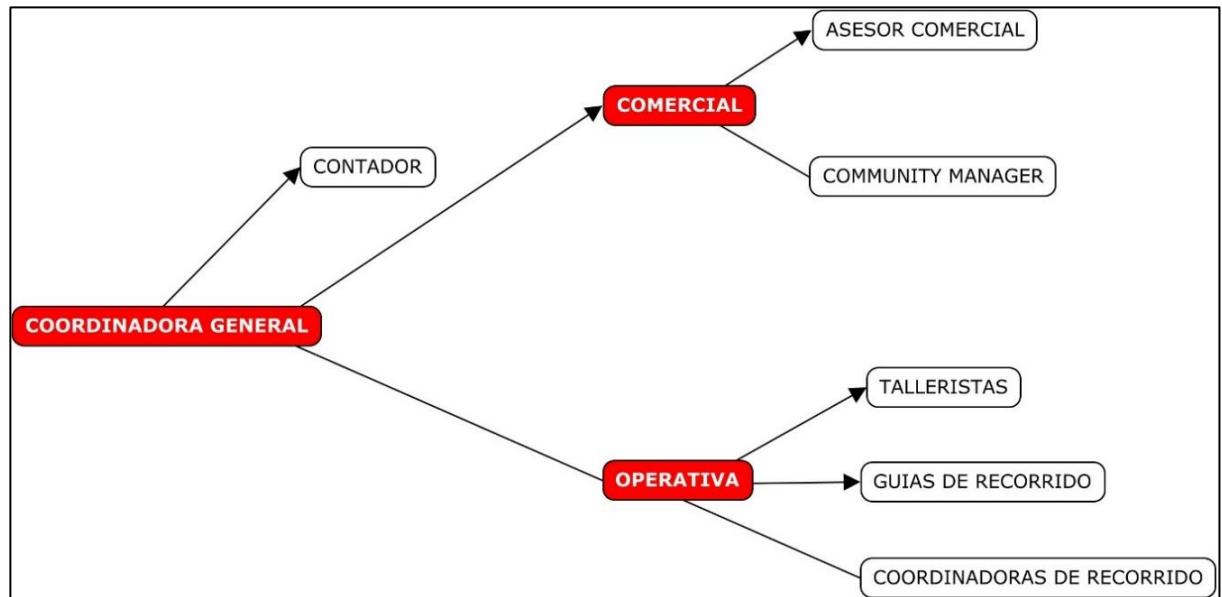 ASESOR COMERCIAL
COMERCIAL
CONTADOR
COMMUNITY MANAGER
COORDINADORA GENERAL
TALLERISTAS
OPERATIVA
GUIAS DE RECORRIDO
COORDINADORAS DE RECORRIDO